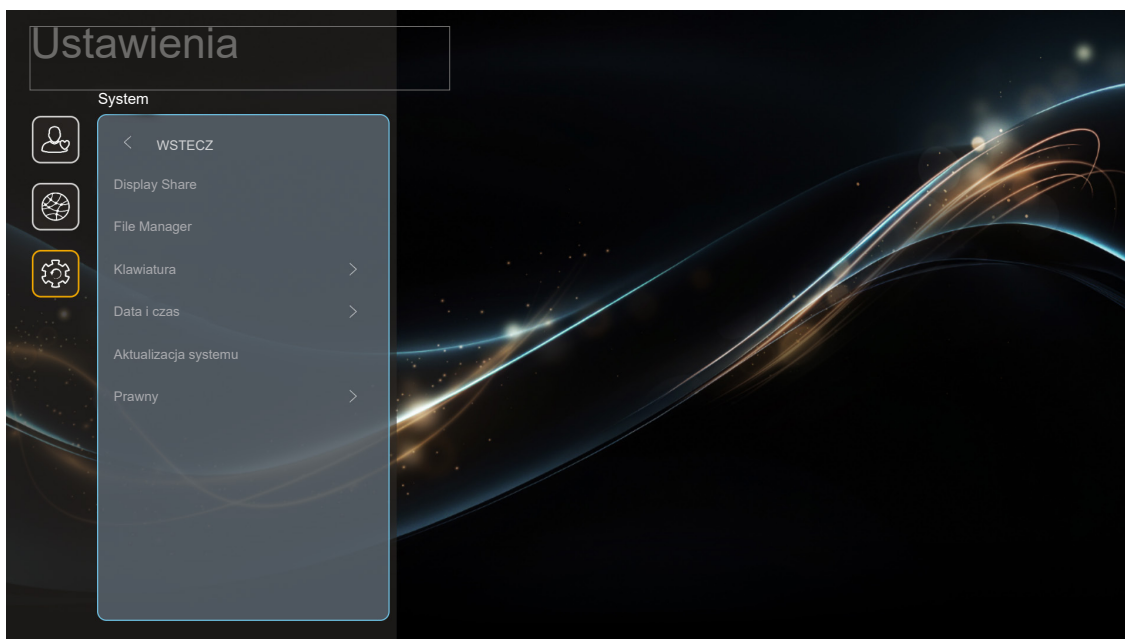 Ustawienia
System
WSTECZ
Display Share
File Manager
Klawiatura
Data i czas
Aktualizacja systemu
Prawny